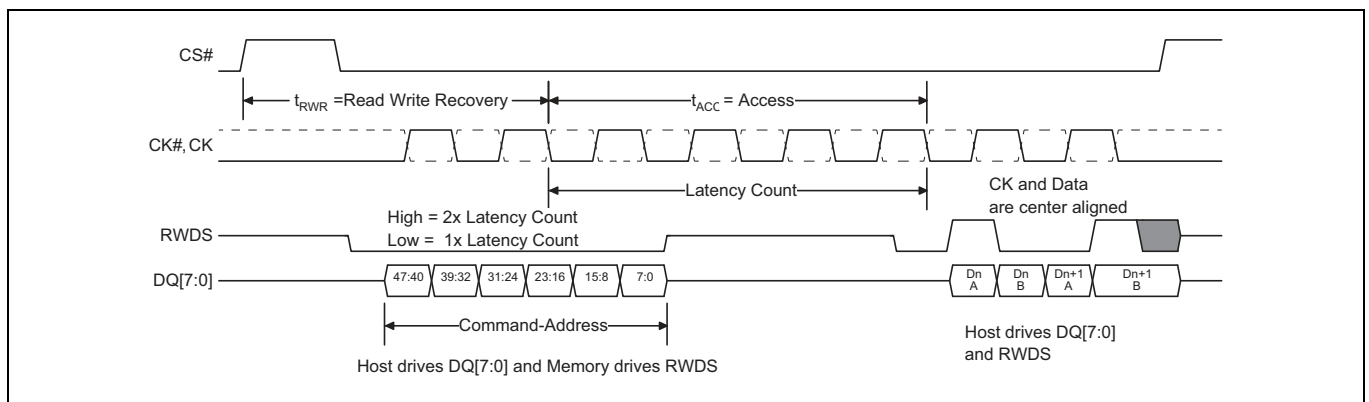 CS#
t_RWR =Read Write Recovery
t_ACC = Access
CK#, CK
Latency Count
CK and Data
are center aligned
High = 2x Latency Count
Low = 1x Latency Count
RWDS
DQ[7:0]
47:40 39:32 31:24 23:16 15:8 7:0
Dn
A
Dn
B
Dn+1
A
Dn+1
B
Command-Address
Host drives DQ[7:0]
and RWDS
Host drives DQ[7:0] and Memory drives RWDS